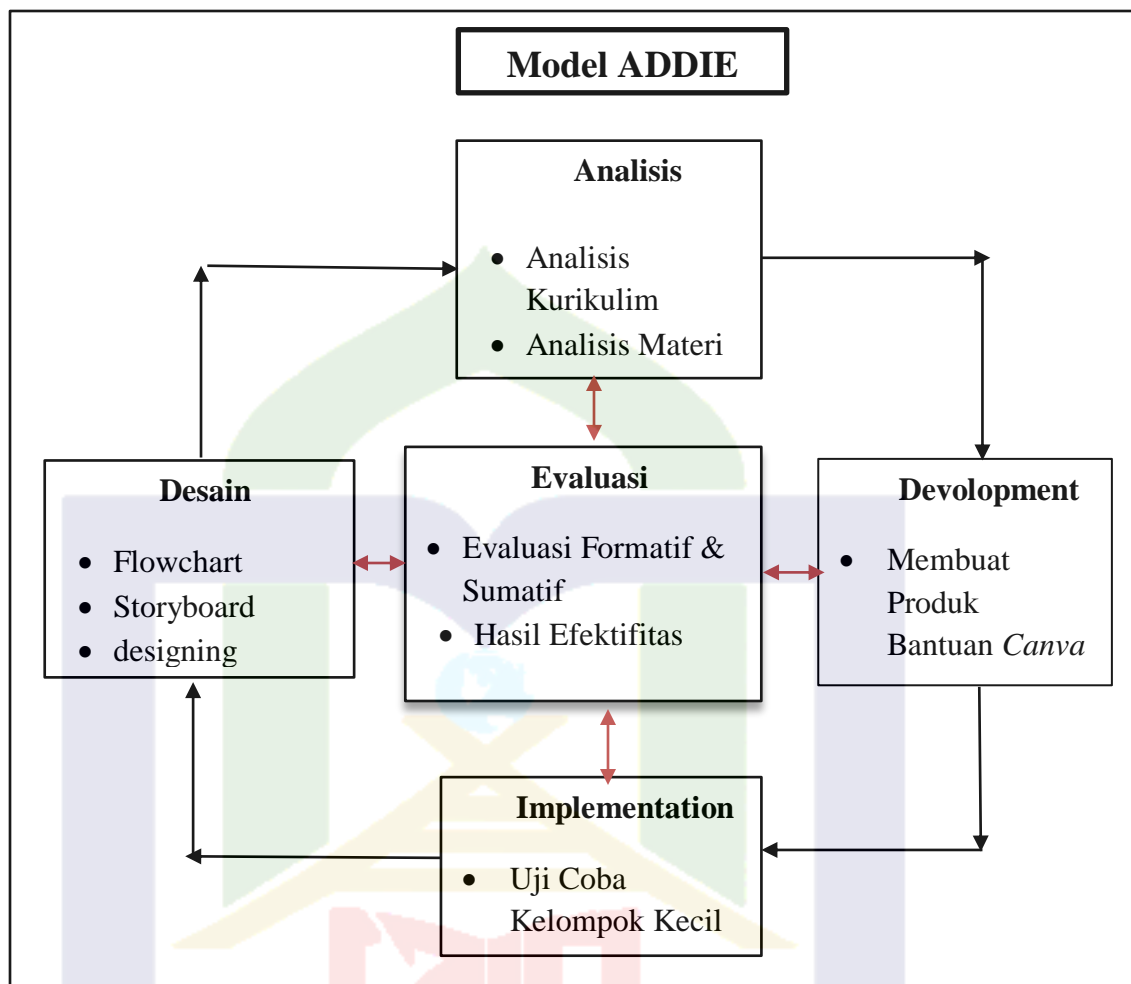 Model ADDIE
Analisis
• Analisis
Kurikulim
• Analisis Materi
Desain
• Flowchart
• Storyboard
• designing
Evaluasi
• Evaluasi Formatif &
Sumatif
• Hasil Efektifitas
Devolopment
• Membuat
Produk
Bantuan Canva
Implementation
• Uji Coba
Kelompok Kecil